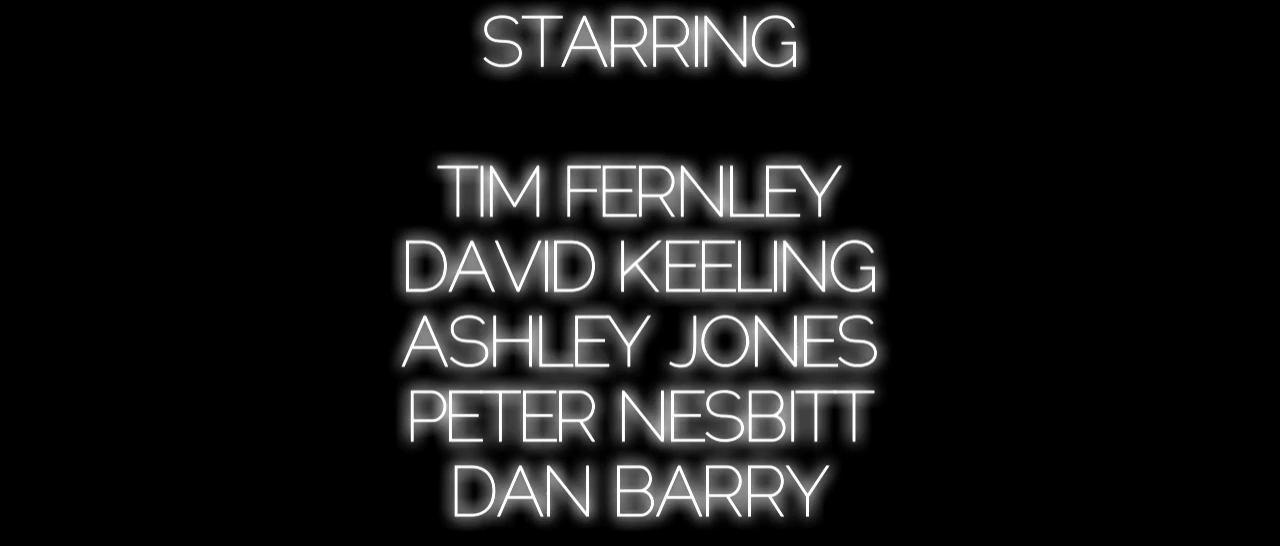 STARRING
TIM FERNLEY
DAVID KEELING
ASHLEY JONES
PETER NESBITT
DAN BARRY